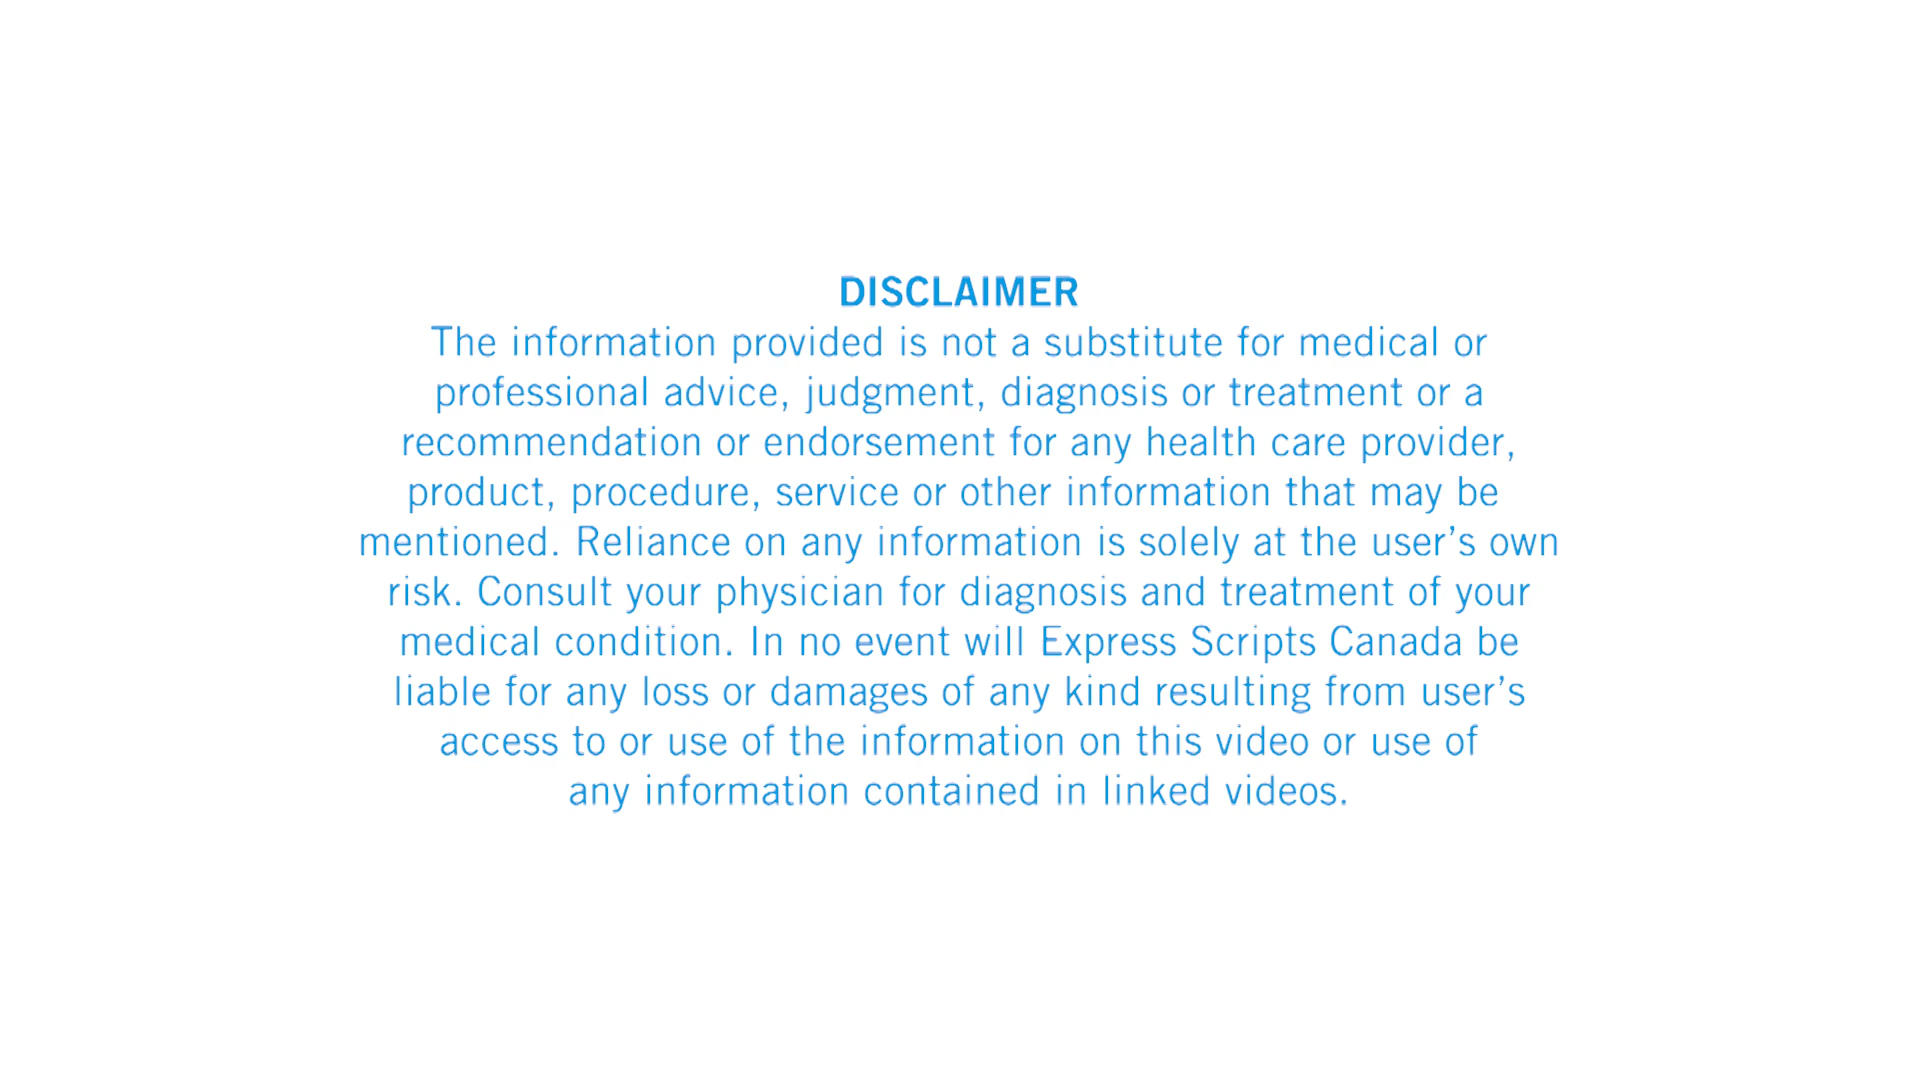 DISCLAIMER
The information provided is not a substitute for medical or
professional advice, judgment, diagnosis or treatment or a
recommendation or endorsement for any health care provider,
product, procedure, service or other information that may be
mentioned. Reliance on any information is solely at the user’s own
risk. Consult your physician for diagnosis and treatment of your
medical condition. In no event will Express Scripts Canada be
liable for any loss or damages of any kind resulting from user’s
access to or use of the information on this video or use of
any information contained in linked videos.